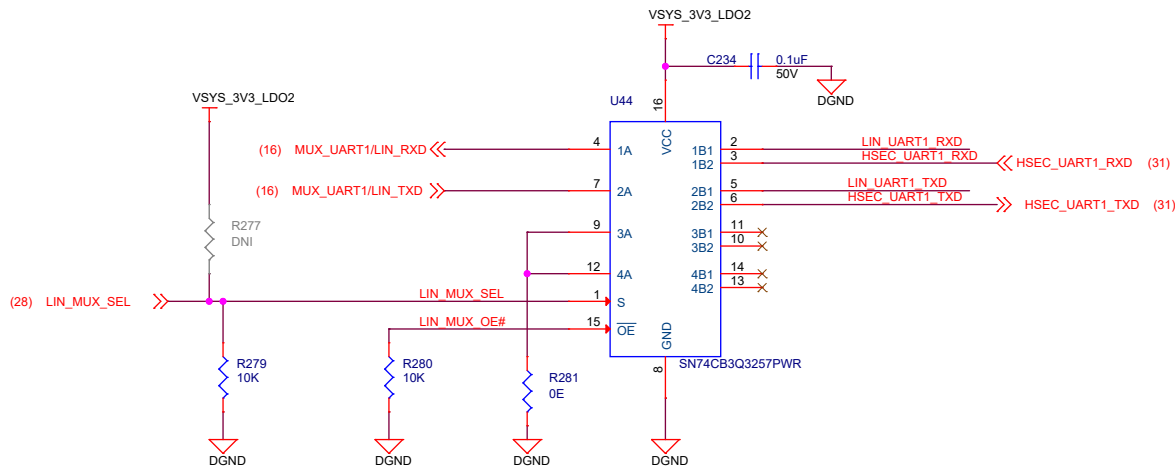 VSYS_3V3_LDO2
C234 0.1uF
50V
DGND
VSYS_3V3_LDO2
U44
16
VCC
(16) MUX_UART1/LIN_RXD
4
1A
1B1
2
LIN_UART1_RXD
1B2
3
HSEC_UART1_RXD
HSEC_UART1_RXD (31)
(16) MUX_UART1/LIN_TXD
7
2A
2B1
5
LIN_UART1_TXD
2B2
6
HSEC_UART1_TXD
HSEC_UART1_TXD (31)
R277
DNI
9
3A
3B1
11
3B2
10
12
4A
4B1
14
4B2
13
(28) LIN_MUX_SEL
LIN_MUX_SEL
1
S
LIN_MUX_OE#
15
OE
GND
8
SN74CB3Q3257PWR
R279
10K
R280
10K
R281
0E
DGND
DGND
DGND
DGND